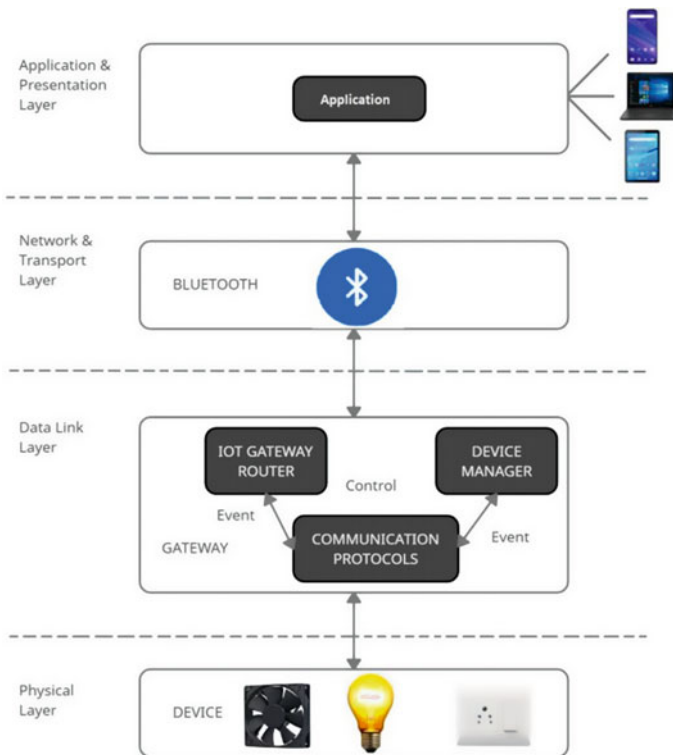 Application &
Presentation
Layer
Application
Network &
Transport
Layer
BLUETOOTH
Data Link
Layer
IOT GATEWAY
ROUTER
DEVICE
MANAGER
Control
Event
GATEWAY
COMMUNICATION
PROTOCOLS
Event
Physical
Layer
DEVICE